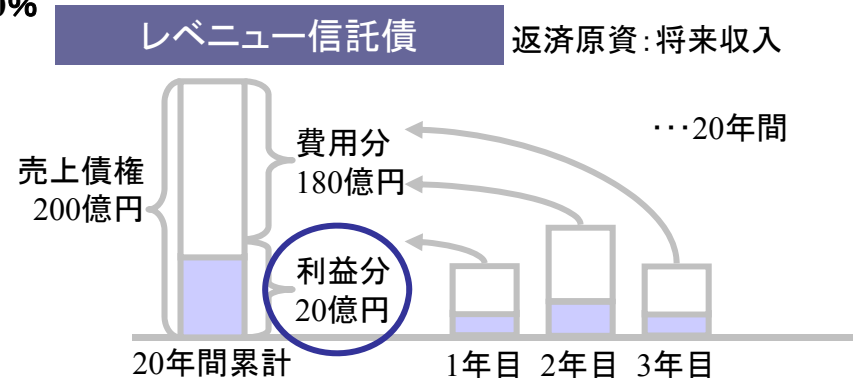 0%
レベニュー信託債
返済原資：将来収入
売上債権
200億円
費用分
180億円
利益分
20億円
･･･20年間
20年間累計
1年目
2年目
3年目